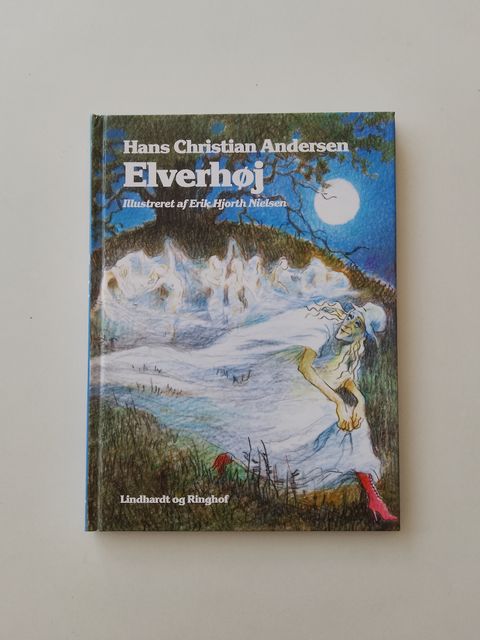 Hans Christian Andersen
Elverhøj
Illustreret af Erik Hjorth Nielsen
Lindhardt og Ringhof